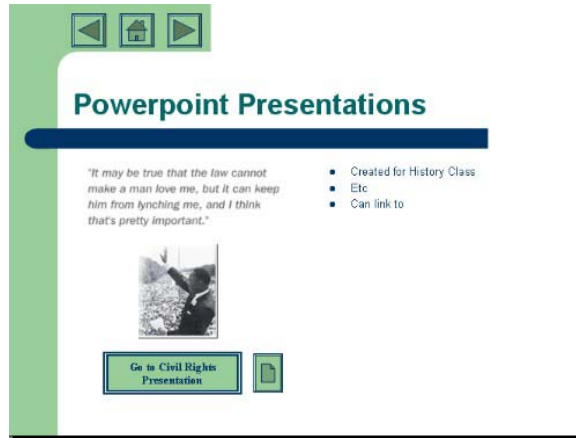 Powerpoint Presentations
"It may be true that the law cannot
make a man love me, but it can keep
him from lynching me, and I think
that's pretty important."
Created for History Class
Etc
Can link to
Go to Civil Rights
Presentation